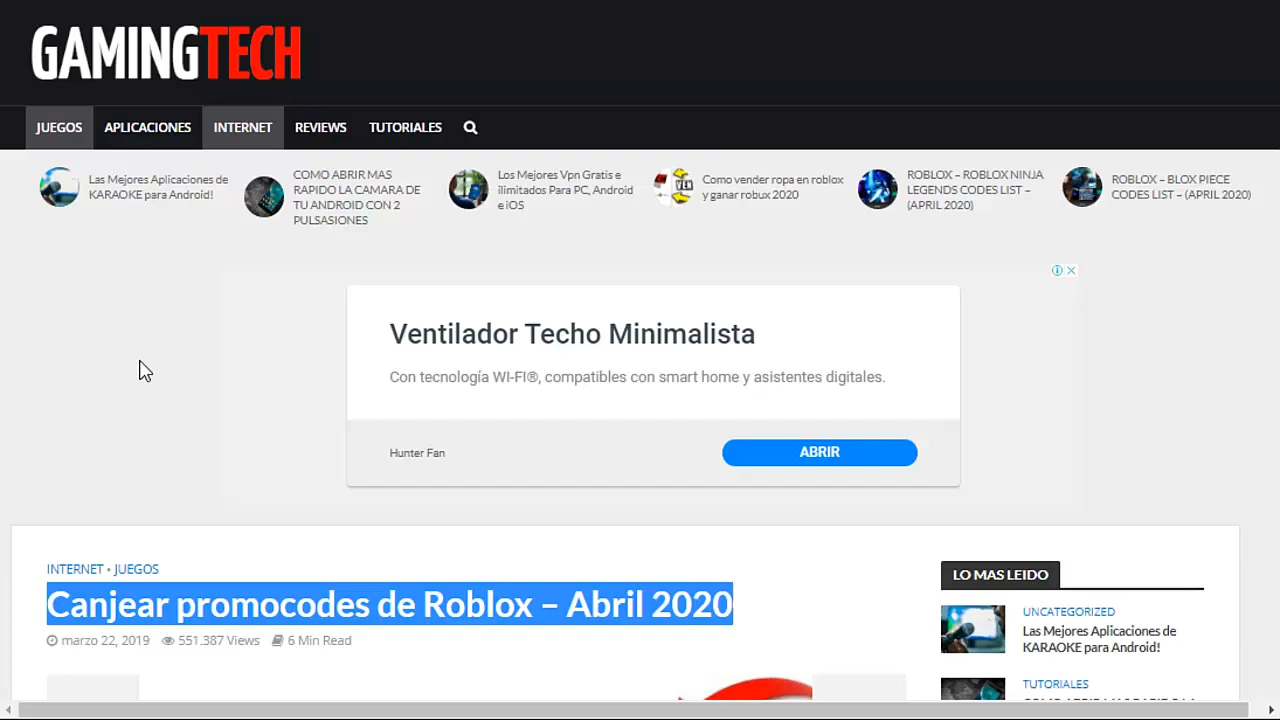 GAMINGTECH
JUEGOS APLICACIONES INTERNET REVIEWS TUTORIALES
Las Mejores Aplicaciones de
KARAOKE para Android!
COMO ABRIR MAS
RAPIDO LA CAMARA DE
TU ANDROID CON 2
PULSASIONES
Los Mejores Vpn Gratis e
ilimitados Para PC, Android
e iOS
VEN
Como vender ropa en roblox
y ganar robux 2020
ROBLOX – ROBLOX NINJA
LEGENDS CODES LIST –
(APRIL 2020)
ROBLOX – BLOX PIECE
CODES LIST – (APRIL 2020)
Ventilador Techo Minimalista
Con tecnología WI-FI®, compatibles con smart home y asistentes digitales.
Hunter Fan
ABRIR
INTERNET • JUEGOS
Canjear promocodes de Roblox – Abril 2020
marzo 22, 2019 551.387 Views 6 Min Read
LO MAS LEIDO
UNCATEGORIZED
Las Mejores Aplicaciones de
KARAOKE para Android!
TUTORIALES